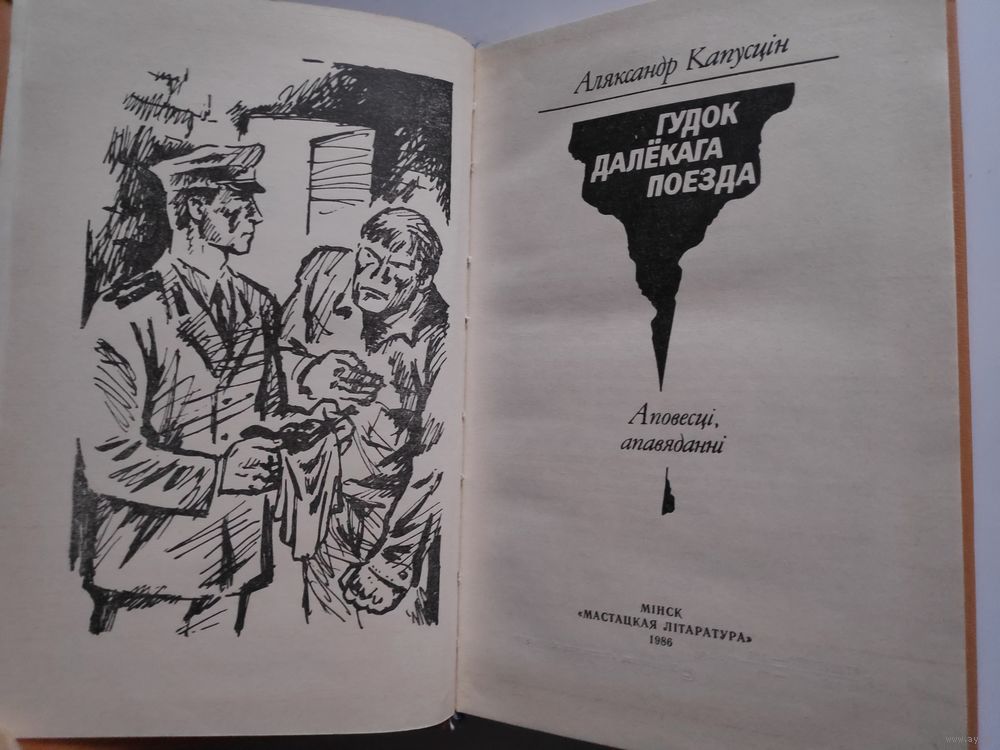 Аляксандр Капусцін
ГУДОК
ДАЛЁКАГА
ПОЕЗДА
Аповесці,
апавяданні
МІНСК
«МАСТАЦКАЯ ЛІТАРАТУРА»
1986